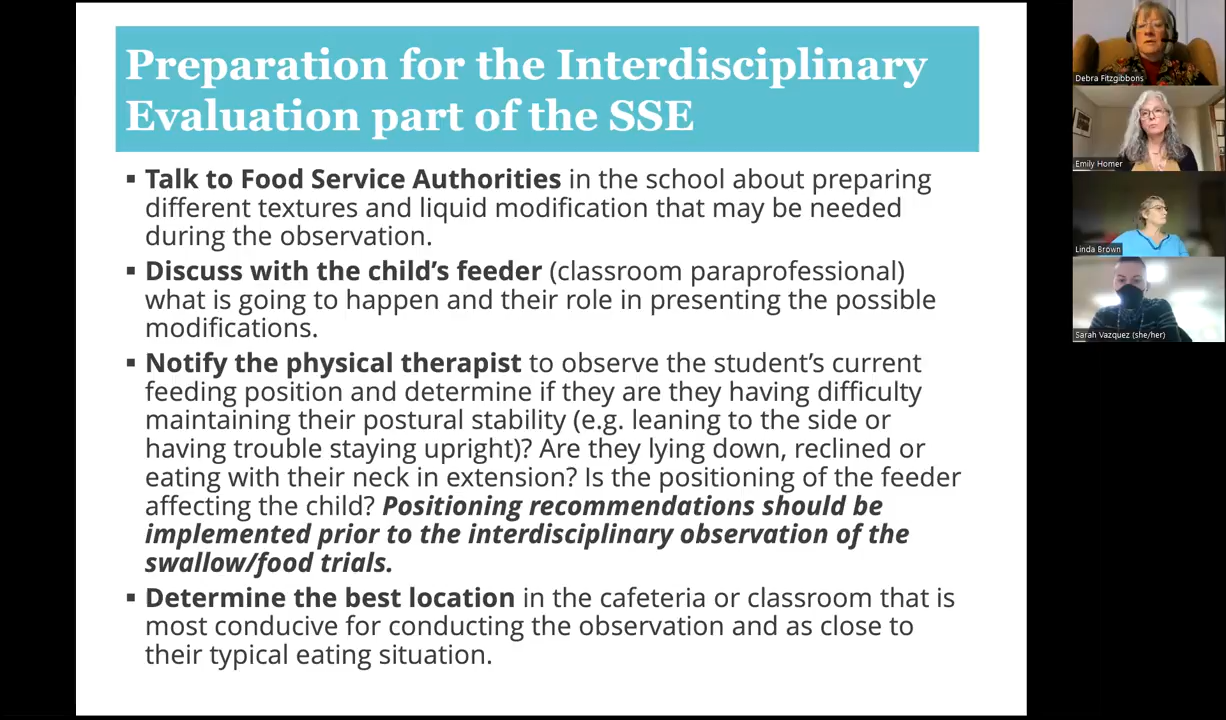 Preparation for the Interdisciplinary
Evaluation part of the SSE
▪ Talk to Food Service Authorities in the school about preparing
different textures and liquid modification that may be needed
during the observation.
▪ Discuss with the child's feeder (classroom paraprofessional)
what is going to happen and their role in presenting the possible
modifications.
▪ Notify the physical therapist to observe the student's current
feeding position and determine if they are they having difficulty
maintaining their postural stability (e.g. leaning to the side or
having trouble staying upright)? Are they lying down, reclined or
eating with their neck in extension? Is the positioning of the feeder
affecting the child? Positioning recommendations should be
implemented prior to the interdisciplinary observation of the
swallow/food trials.
▪ Determine the best location in the cafeteria or classroom that is
most conducive for conducting the observation and as close to
their typical eating situation.
Debra Fitzgibbons
Emily Homer
Linda Brown
Sarah Vazquez (she/her)